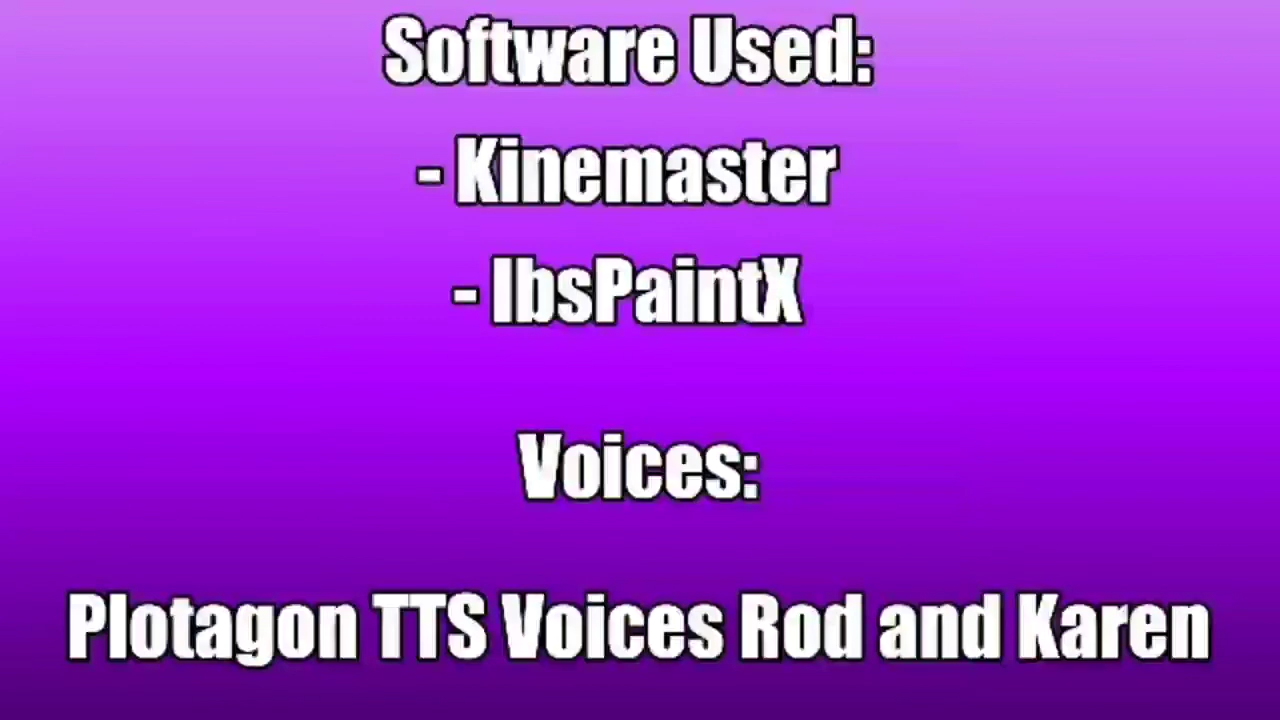 Software Used:
- Kinemaster
- IbsPaintX
Voices:
Plotagon TTS Voices Rod and Karen